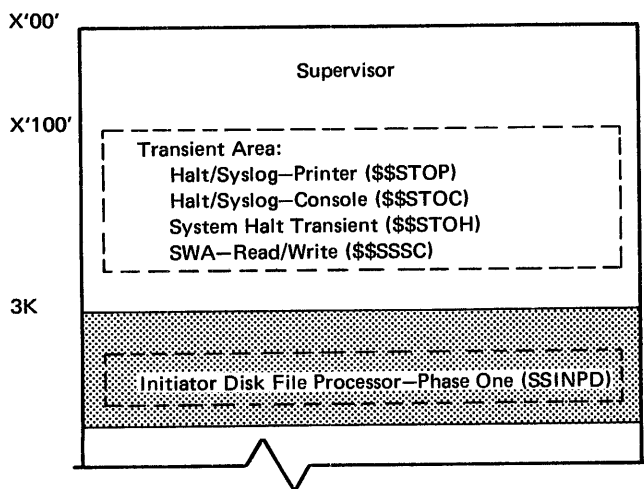 X'00'
Supervisor
X'100'
Transient Area:
Halt/Syslog—Printer ($$STOP)
Halt/Syslog—Console ($$STOC)
System Halt Transient ($$STOH)
SWA—Read/Write ($$SSSC)
3K
Initiator Disk File Processor—Phase One (SSINPD)